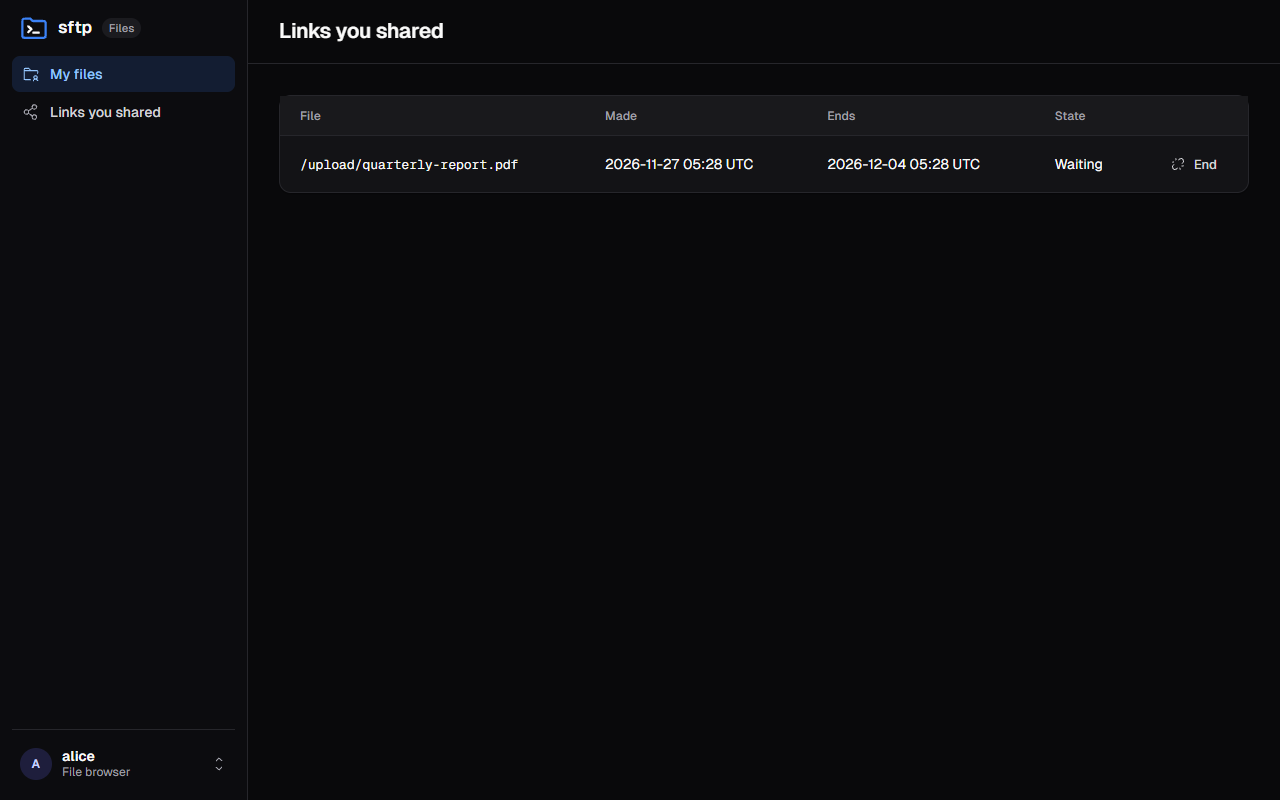 sftp Files
My files
Links you shared
Links you shared
File Made Ends State
/upload/quarterly-report.pdf 2026-11-27 05:28 UTC 2026-12-04 05:28 UTC Waiting End
A
alice
File browser